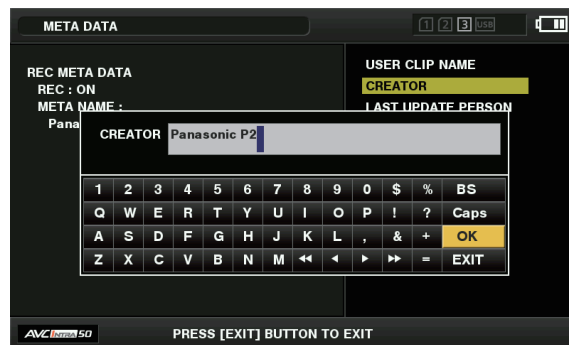 META DATA
1 2 3 USB
REC META DATA
REC : ON
META NAME :
Pana
USER CLIP NAME
CREATOR
LAST UPDATE PERSON
CREATOR Panasonic P2
1 2 3 4 5 6 7 8 9 0 $ % BS
Q W E R T Y U I O P ! ? Caps
A S D F G H J K L , & + OK
Z X C V B N M ◀◀ ◀ ▶ ▶▶ = EXIT
AVC INTRA 50
PRESS [EXIT] BUTTON TO EXIT